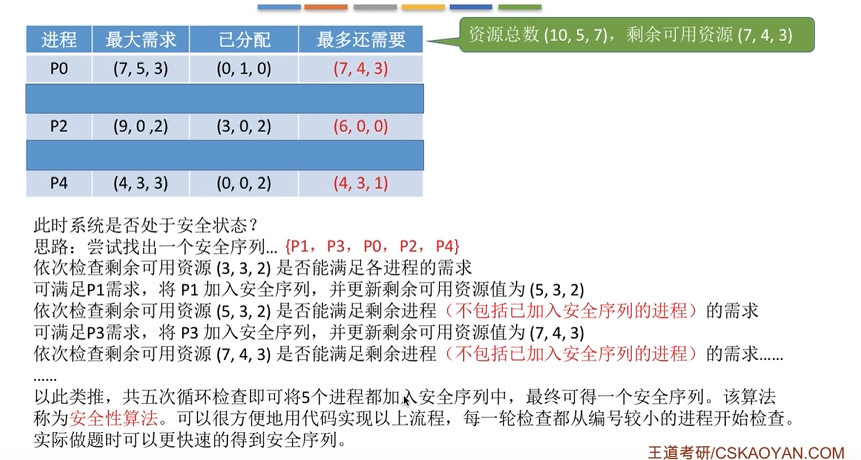 资源总数 (10, 5, 7)，剩余可用资源 (7, 4, 3)
进程 最大需求 已分配 最多还需要
P0 (7, 5, 3) (0, 1, 0) (7, 4, 3)
P2 (9, 0 ,2) (3, 0, 2) (6, 0, 0)
P4 (4, 3, 3) (0, 0, 2) (4, 3, 1)
此时系统是否处于安全状态？
思路：尝试找出一个安全序列… {P1，P3，P0，P2，P4}
依次检查剩余可用资源 (3, 3, 2) 是否能满足各进程的需求
可满足P1需求，将 P1 加入安全序列，并更新剩余可用资源值为 (5, 3, 2)
依次检查剩余可用资源 (5, 3, 2) 是否能满足剩余进程（不包括已加入安全序列的进程）的需求
可满足P3需求，将 P3 加入安全序列，并更新剩余可用资源值为 (7, 4, 3)
依次检查剩余可用资源 (7, 4, 3) 是否能满足剩余进程（不包括已加入安全序列的进程）的需求……
……
以此类推，共五次循环检查即可将5个进程都加入安全序列中，最终可得一个安全序列。该算法
称为安全性算法。可以很方便地用代码实现以上流程，每一轮检查都从编号较小的进程开始检查。
实际做题时可以更快速的得到安全序列。
王道考研/CSKAOYAN.COM